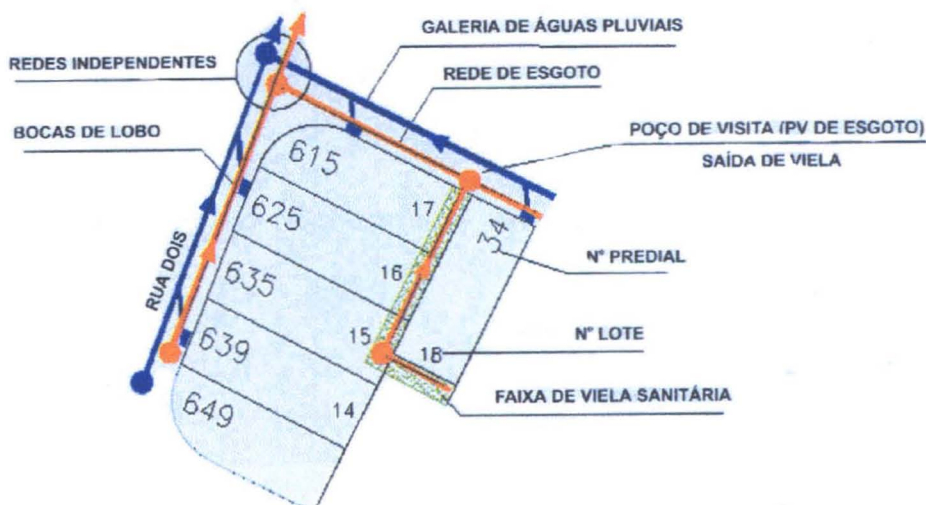 GALERIA DE ÁGUAS PLUVIAIS
REDES INDEPENDENTES
REDE DE ESGOTO
BOCAS DE LOBO
POÇO DE VISITA (PV DE ESGOTO)
SAÍDA DE VIELA
615
17
34
625
Nº PREDIAL
RUA DOIS
16
635
15
18
Nº LOTE
639
FAIXA DE VIELA SANITÁRIA
14
649